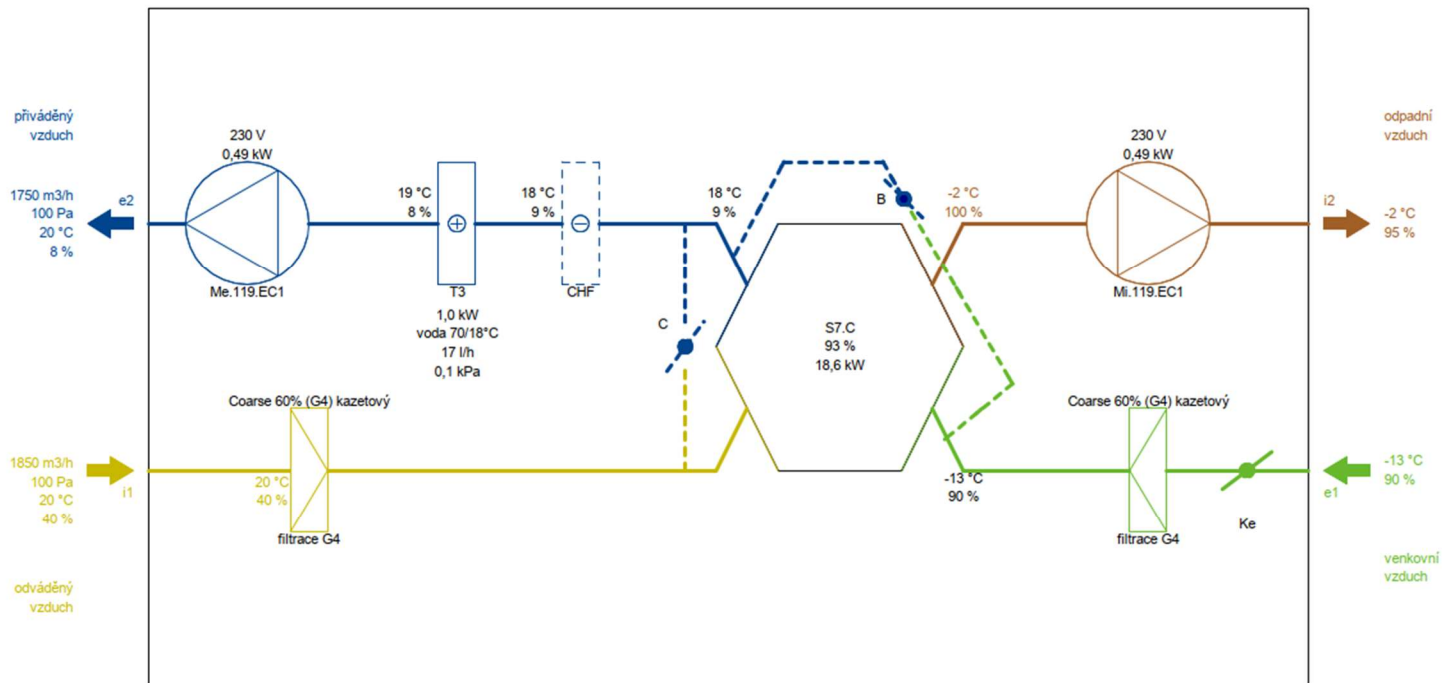 přiváděný
vzduch
1750 m3/h
100 Pa
20 °C
8 %
e2
230 V
0,49 kW
Me.119.EC1
19 °C
8 %
T3
1,0 kW
voda 70/18°C
17 l/h
0,1 kPa
18 °C
9 %
CHF
18 °C
9 %
C
B
S7.C
93 %
18,6 kW
-2 °C
100 %
230 V
0,49 kW
Mi.119.EC1
odpadní
vzduch
i2
-2 °C
95 %
1850 m3/h
100 Pa
20 °C
40 %
i1
Coarse 60% (G4) kazetový
20 °C
40 %
filtrace G4
odváděný
vzduch
-13 °C
90 %
Coarse 60% (G4) kazetový
filtrace G4
Ke
e1
-13 °C
90 %
venkovní
vzduch